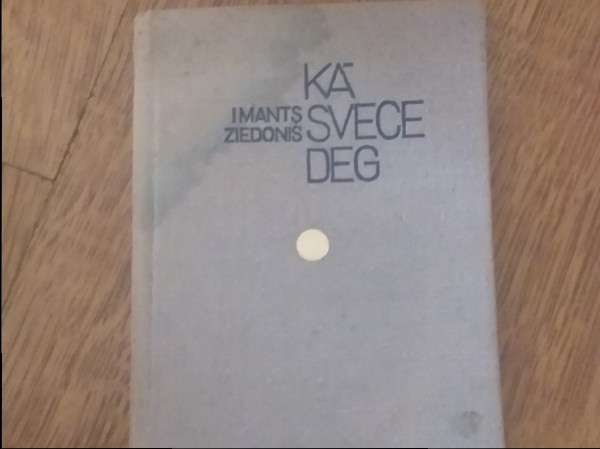 IMANTS
ZIEDONIS
KĀ
SVECE
DEG